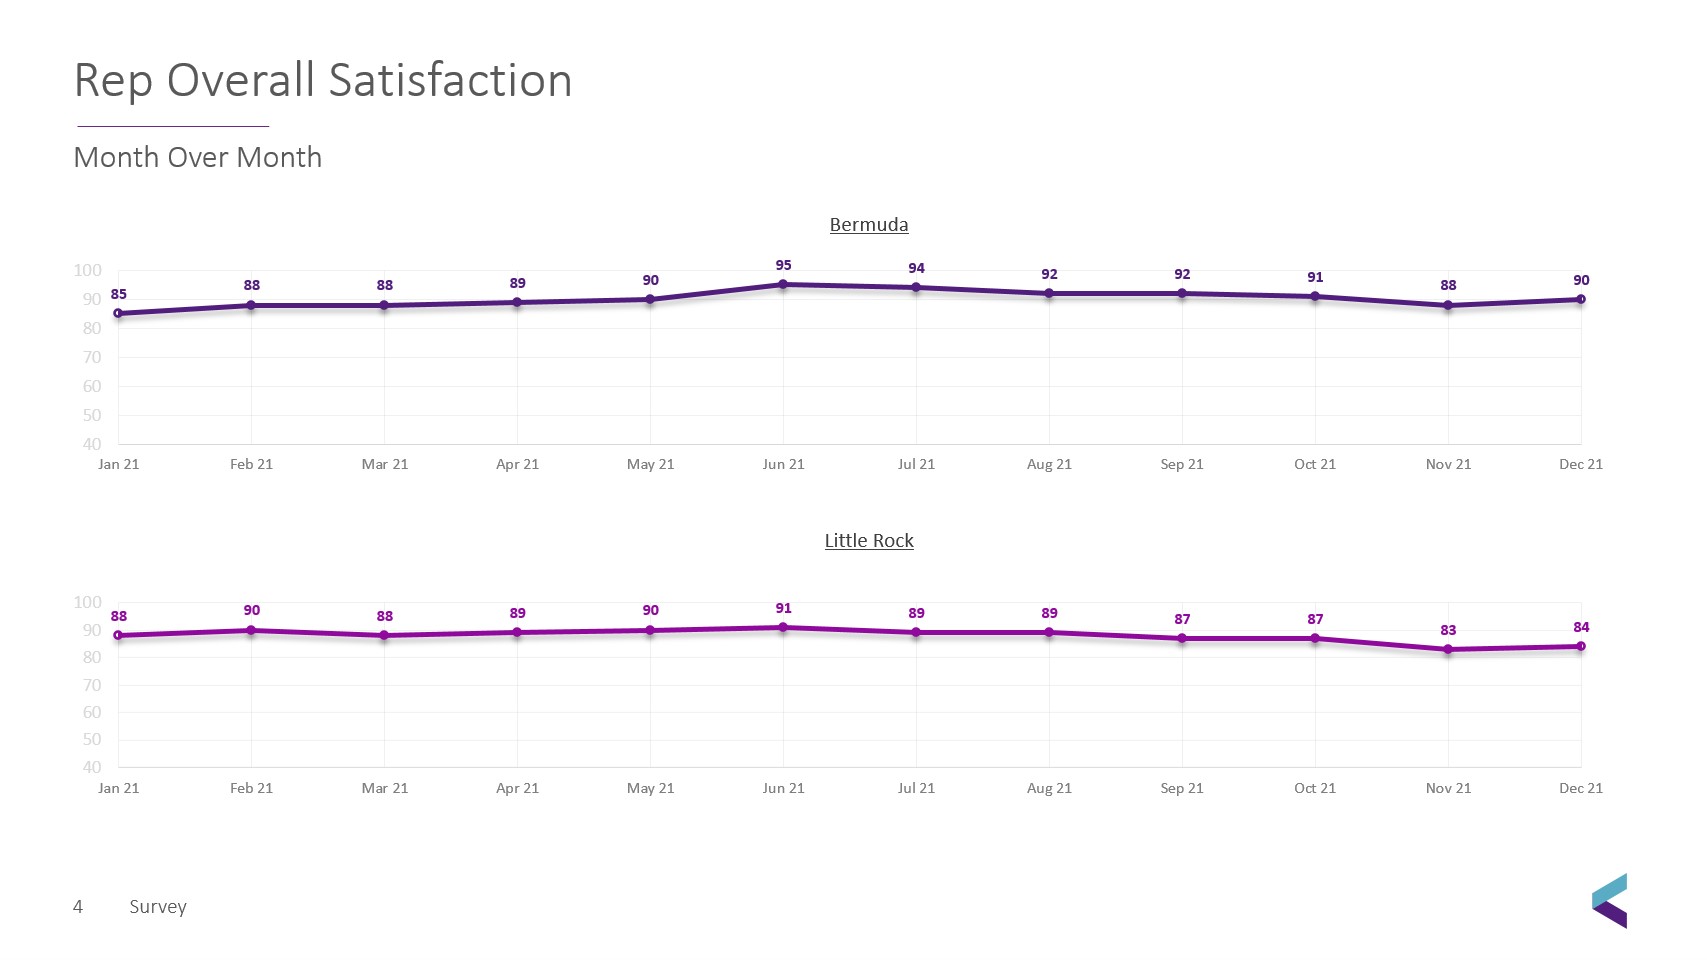 Rep Overall Satisfaction
Month Over Month
Bermuda
100
90
80
70
60
50
40
85 88 88 89 90 95 94 92 92 91 88 90
Jan 21 Feb 21 Mar 21 Apr 21 May 21 Jun 21 Jul 21 Aug 21 Sep 21 Oct 21 Nov 21 Dec 21
Little Rock
100
90
80
70
60
50
40
88 90 88 89 90 91 89 89 87 87 83 84
Jan 21 Feb 21 Mar 21 Apr 21 May 21 Jun 21 Jul 21 Aug 21 Sep 21 Oct 21 Nov 21 Dec 21
4 Survey